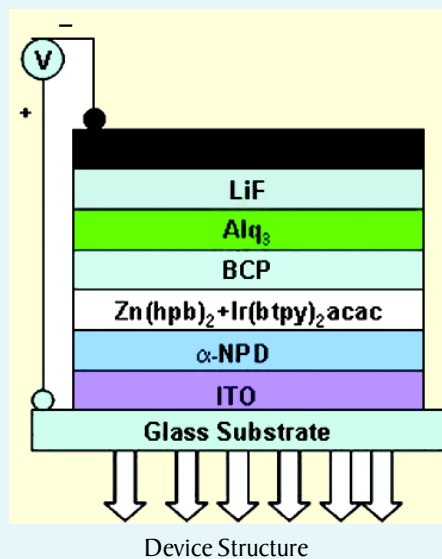 −
V
+
LiF
Alq₃
BCP
Zn(hpb)₂+Ir(btpy)₂acac
α-NPD
ITO
Glass Substrate
Device Structure